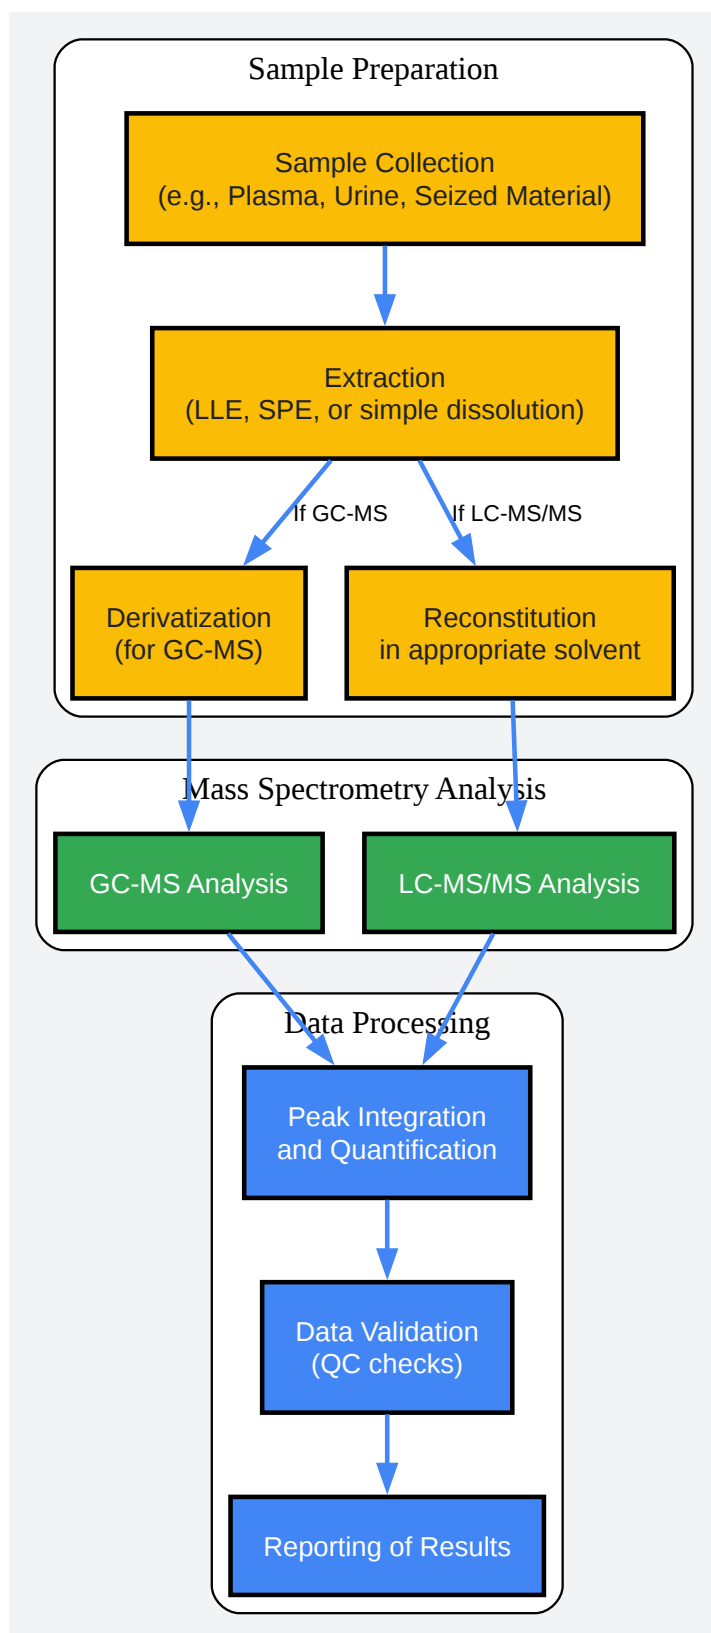 Sample Preparation
Sample Collection
(e.g., Plasma, Urine, Seized Material)
Extraction
(LLE, SPE, or simple dissolution)
If GC-MS
If LC-MS/MS
Derivatization
(for GC-MS)
Reconstitution
in appropriate solvent
Mass Spectrometry Analysis
GC-MS Analysis
LC-MS/MS Analysis
Data Processing
Peak Integration
and Quantification
Data Validation
(QC checks)
Reporting of Results